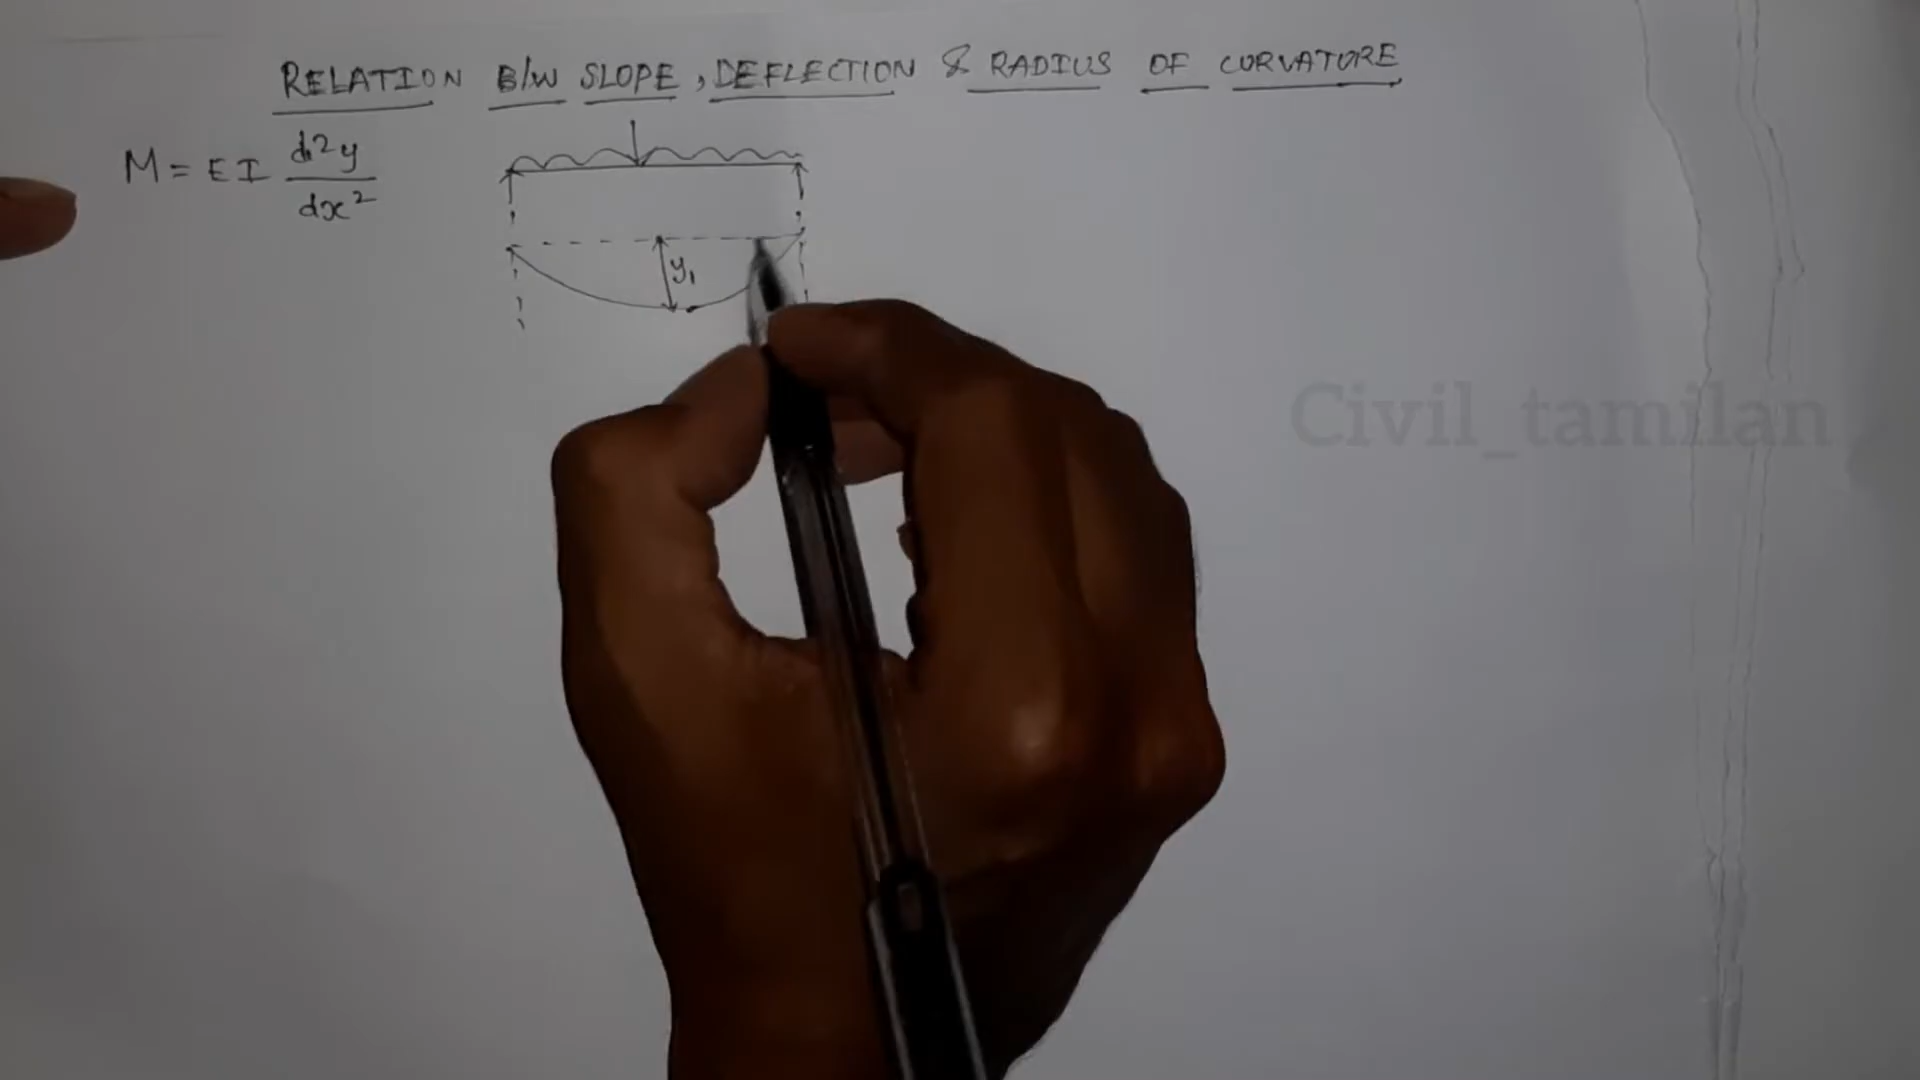 RELATION B/W SLOPE, DEFLECTION & RADIUS OF CURVATURE
M = EI d²y
dx²
y₁
Civil_tamilan